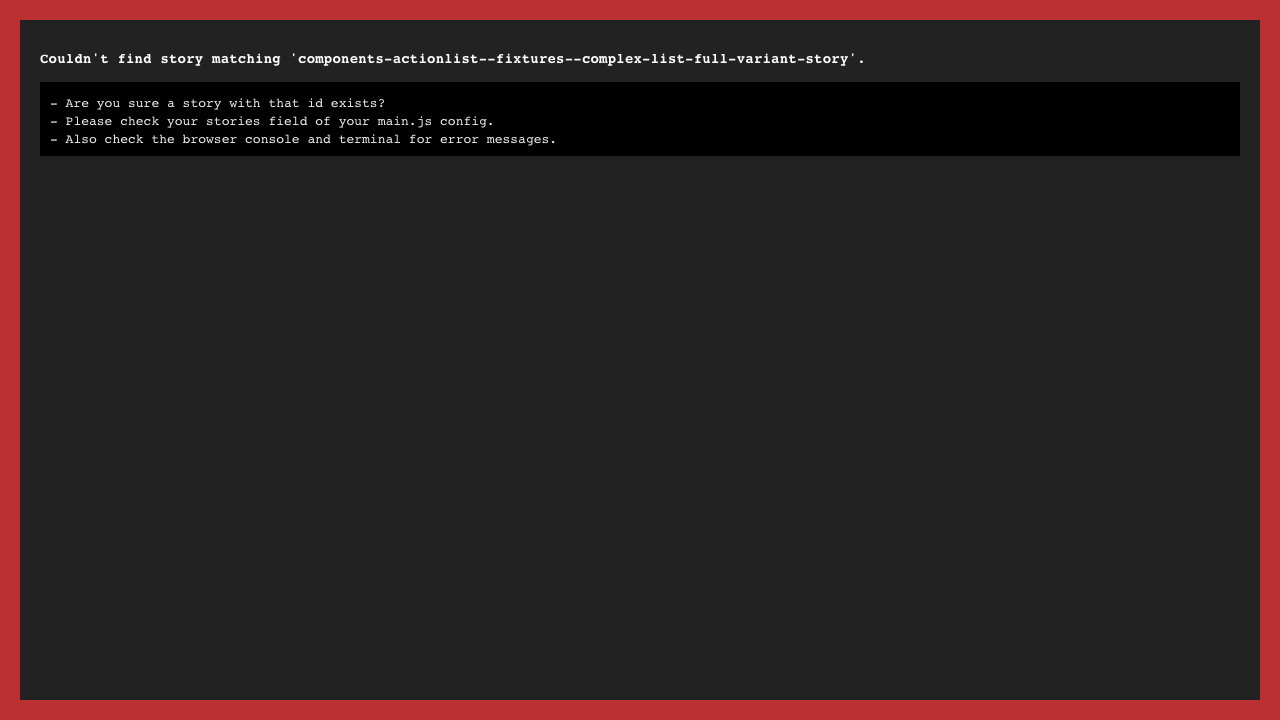 Couldn't find story matching 'components-actionlist--fixtures--complex-list-full-variant-story'.
- Are you sure a story with that id exists?
- Please check your stories field of your main.js config.
- Also check the browser console and terminal for error messages.